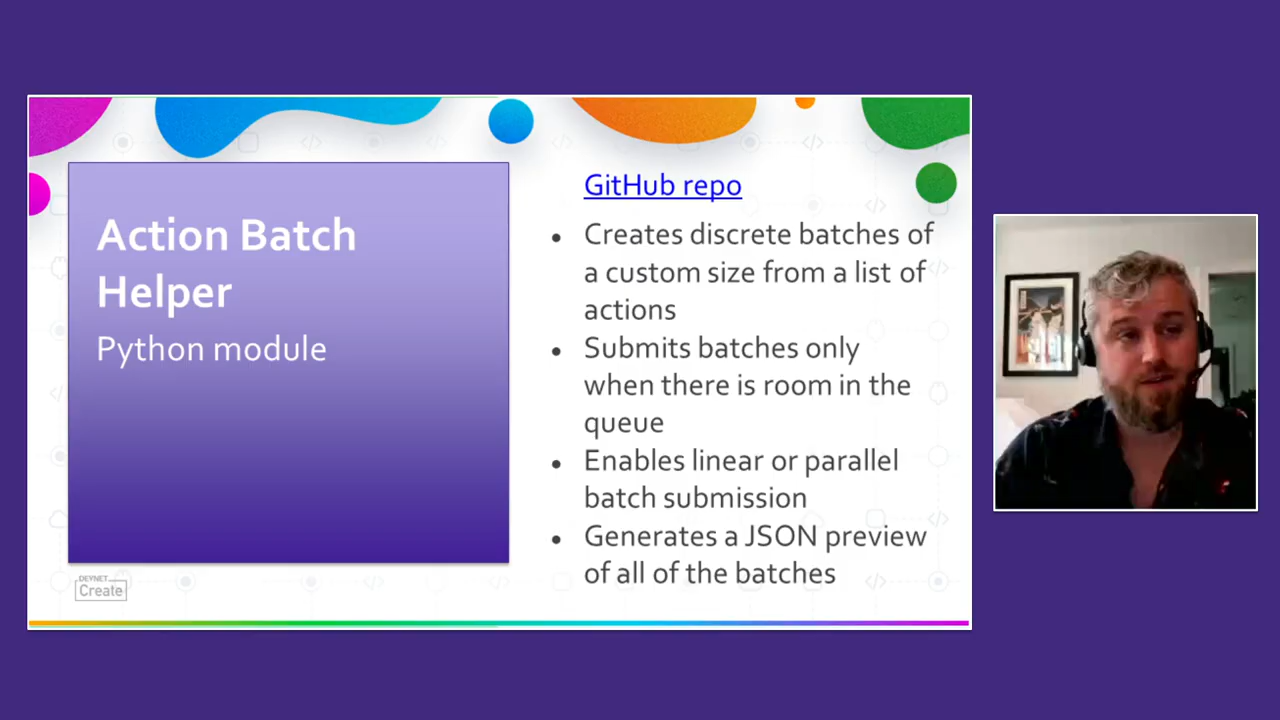 Action Batch
Helper
Python module
GitHub repo
• Creates discrete batches of
a custom size from a list of
actions
• Submits batches only
when there is room in the
queue
• Enables linear or parallel
batch submission
• Generates a JSON preview
of all of the batches
DEVNET
Create